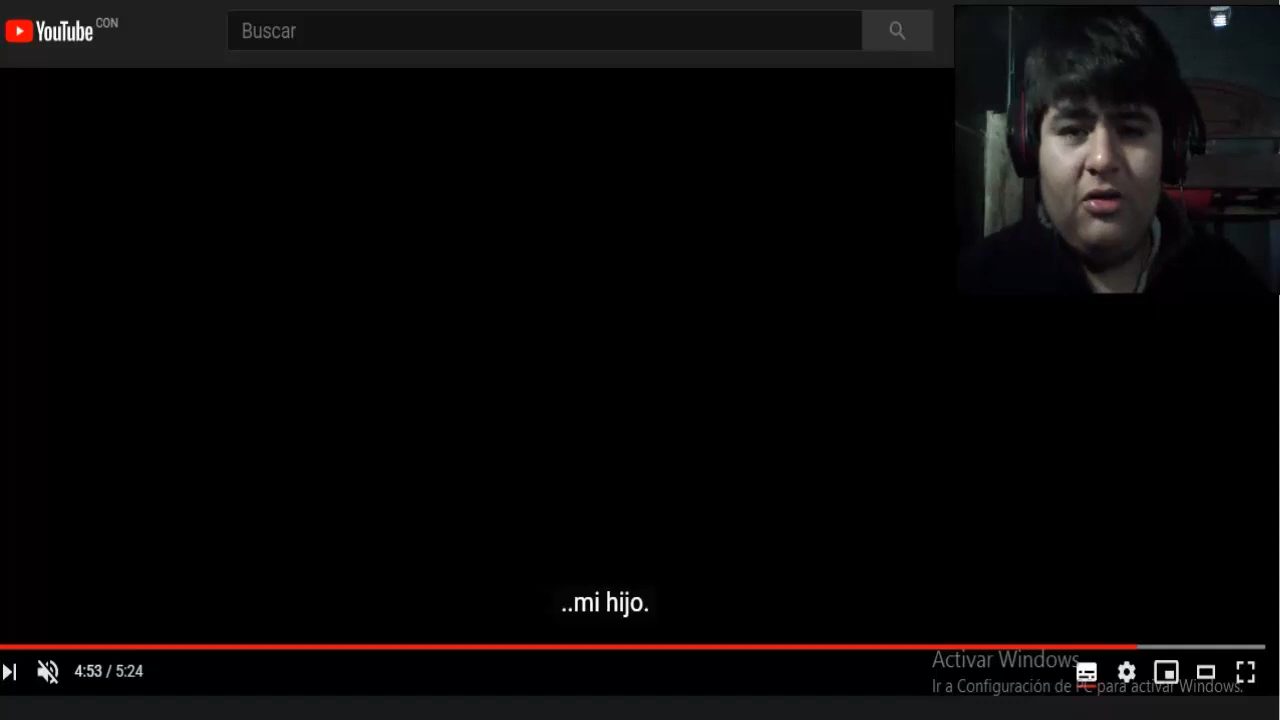 YouTube CON
Buscar
..mi hijo.
4:53 / 5:24
Activar Windows
Ir a Configuración de PC para activar Windows.